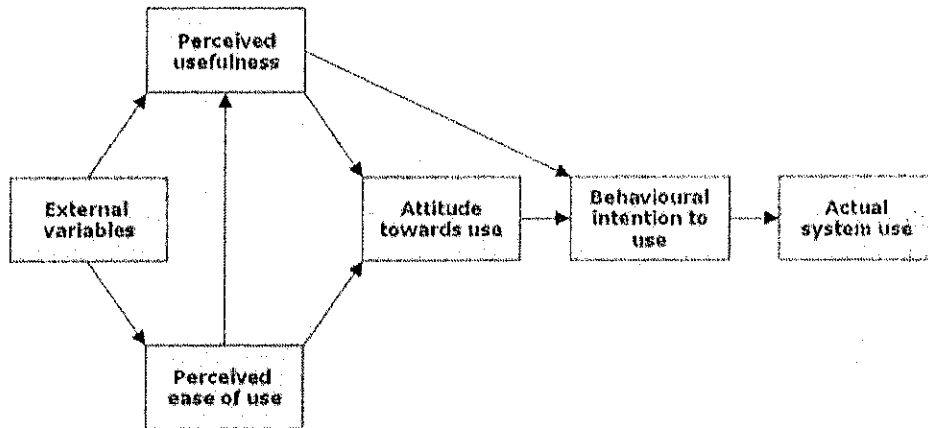 Perceived
usefulness
External
variables
Attitude
towards use
Behavioural
intention to
use
Actual
system use
Perceived
ease of use